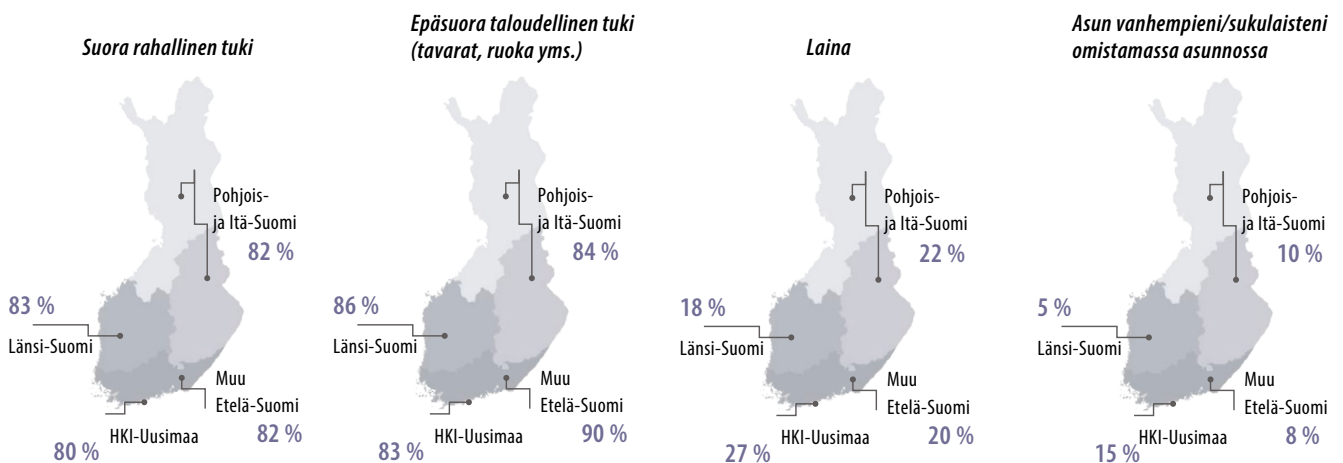 Suora rahallinen tuki
Pohjois-
ja Itä-Suomi
82 %
83 %
Länsi-Suomi
Muu
Etelä-Suomi
82 %
HKI-Uusimaa
80 %
Epäsuora taloudellinen tuki
(tavarat, ruoka yms.)
Pohjois-
ja Itä-Suomi
84 %
86 %
Länsi-Suomi
Muu
Etelä-Suomi
90 %
HKI-Uusimaa
83 %
Laina
Pohjois-
ja Itä-Suomi
22 %
18 %
Länsi-Suomi
Muu
Etelä-Suomi
20 %
HKI-Uusimaa
27 %
Asun vanhempieni/sukulaisteni
omistamassa asunnossa
Pohjois-
ja Itä-Suomi
10 %
5 %
Länsi-Suomi
Muu
Etelä-Suomi
8 %
HKI-Uusimaa
15 %